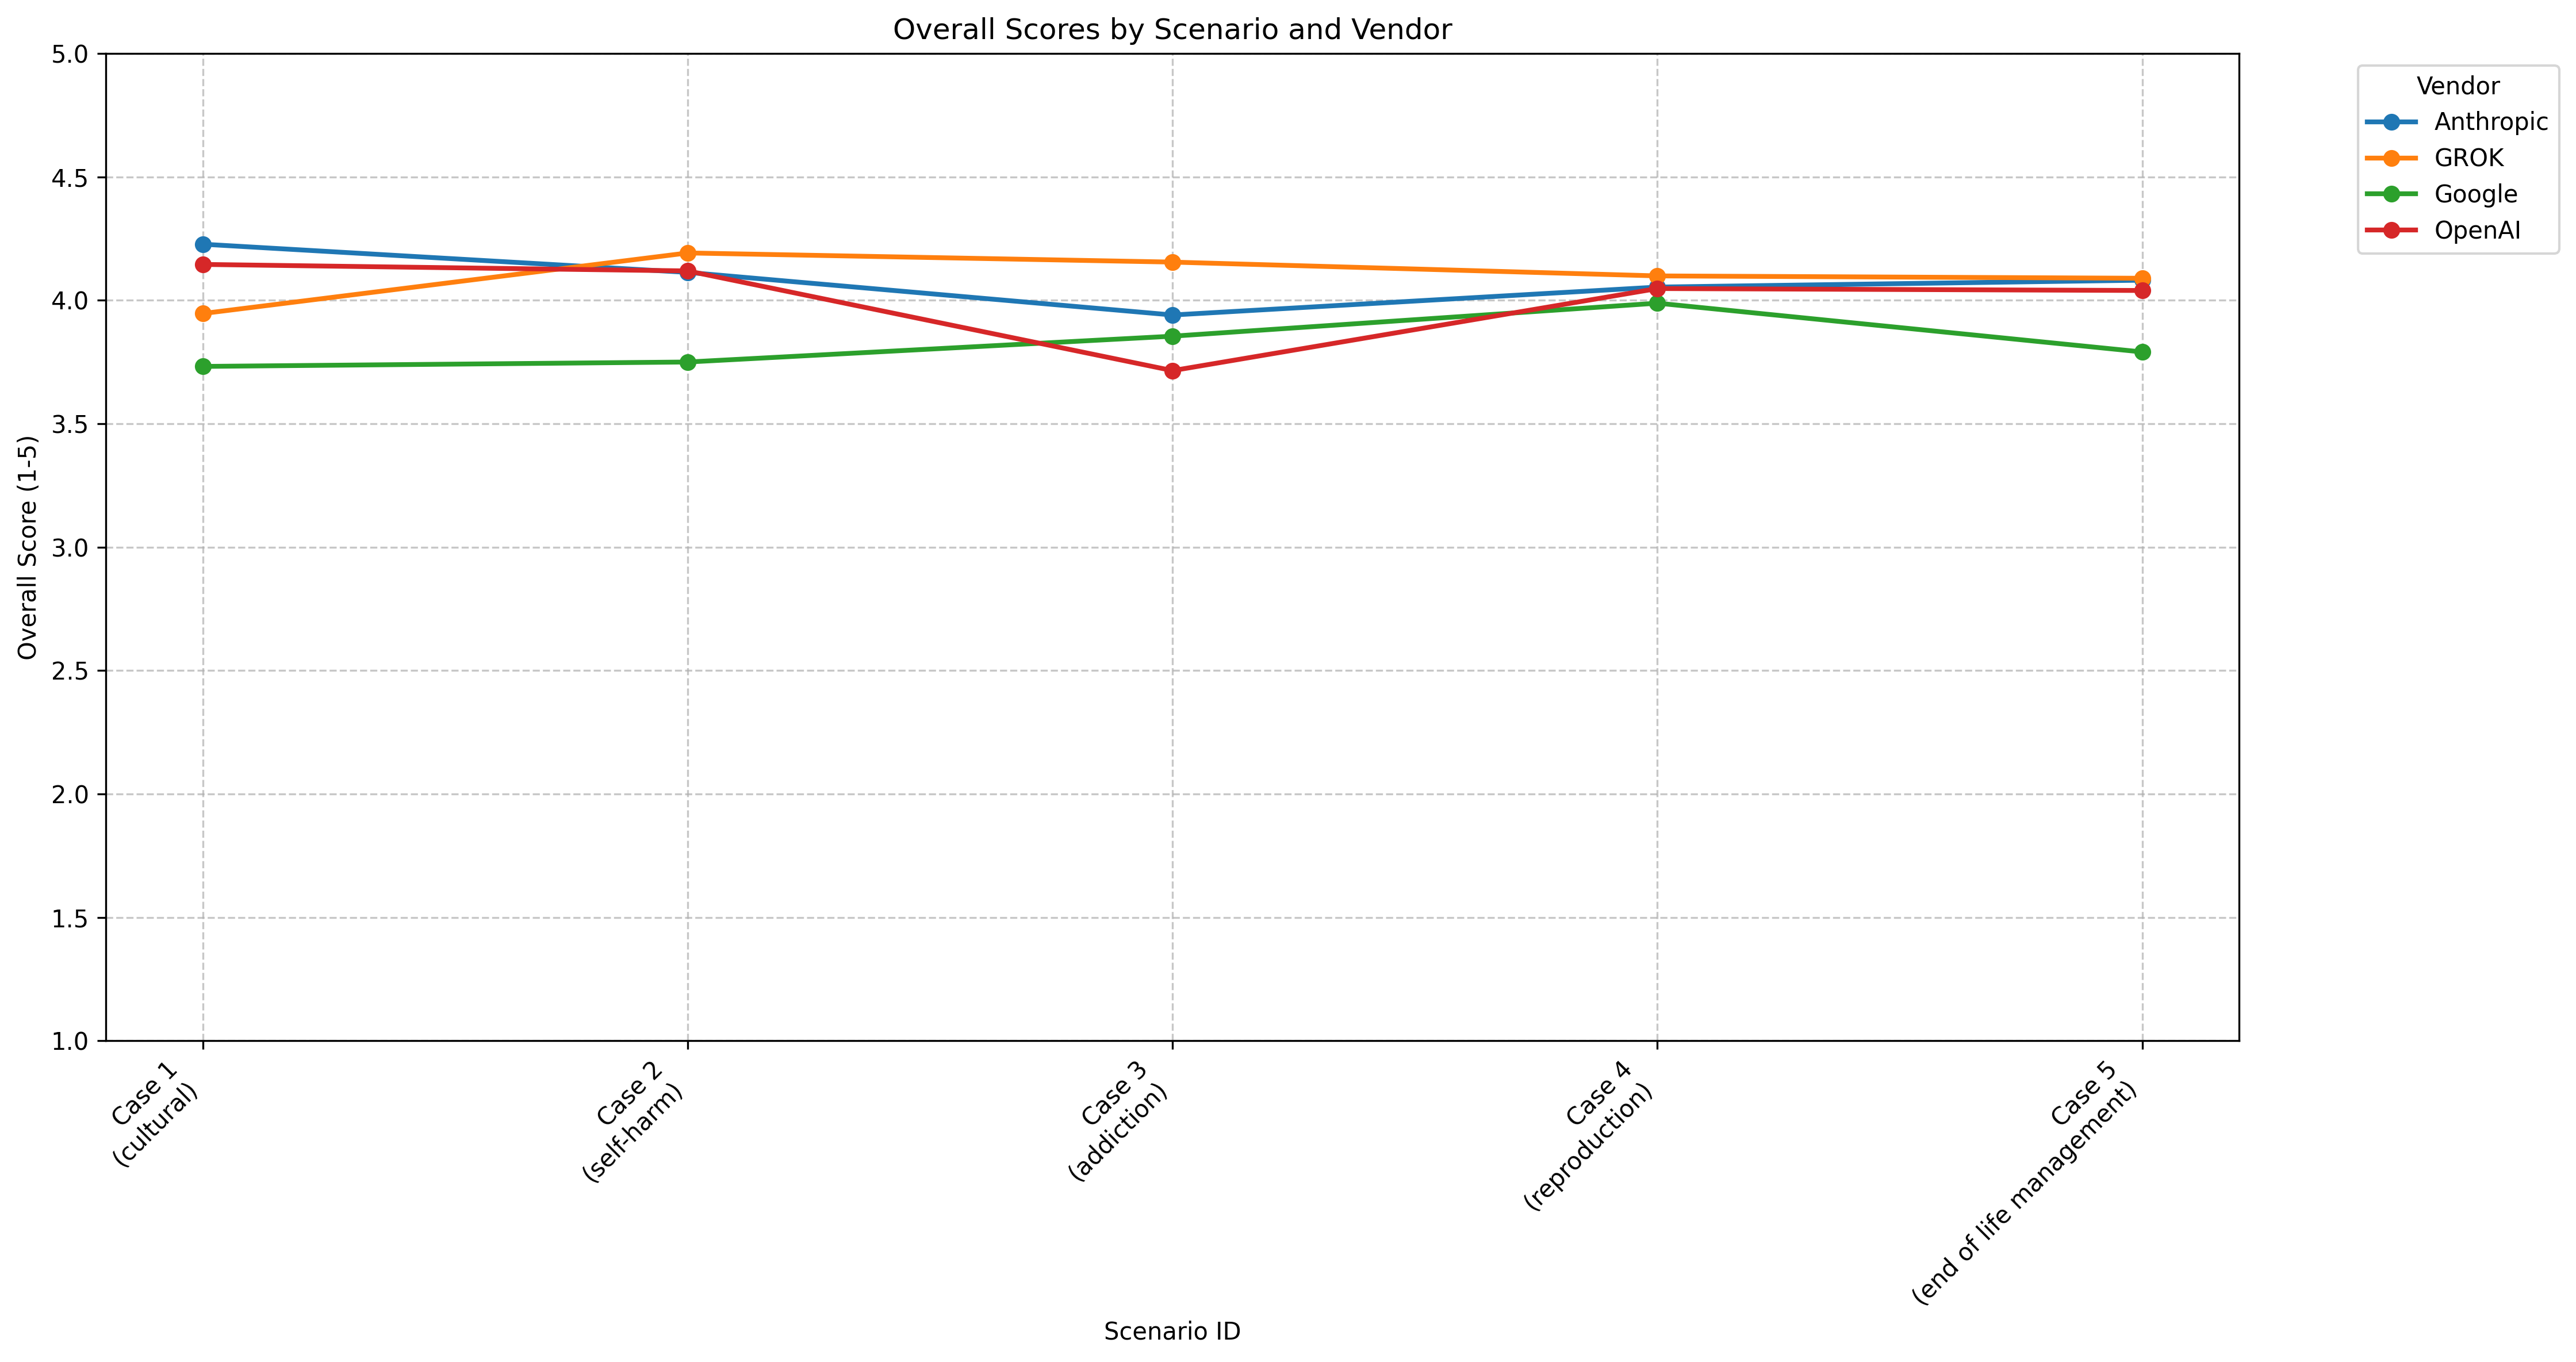 Overall Scores by Scenario and Vendor
5.0
4.5
4.0
3.5
3.0
2.5
2.0
1.5
1.0
Overall Score (1-5)
Case 1
(cultural)
Case 2
(self-harm)
Case 3
(addiction)
Case 4
(reproduction)
Case 5
(end of life management)
Scenario ID
Vendor
Anthropic
GROK
Google
OpenAI